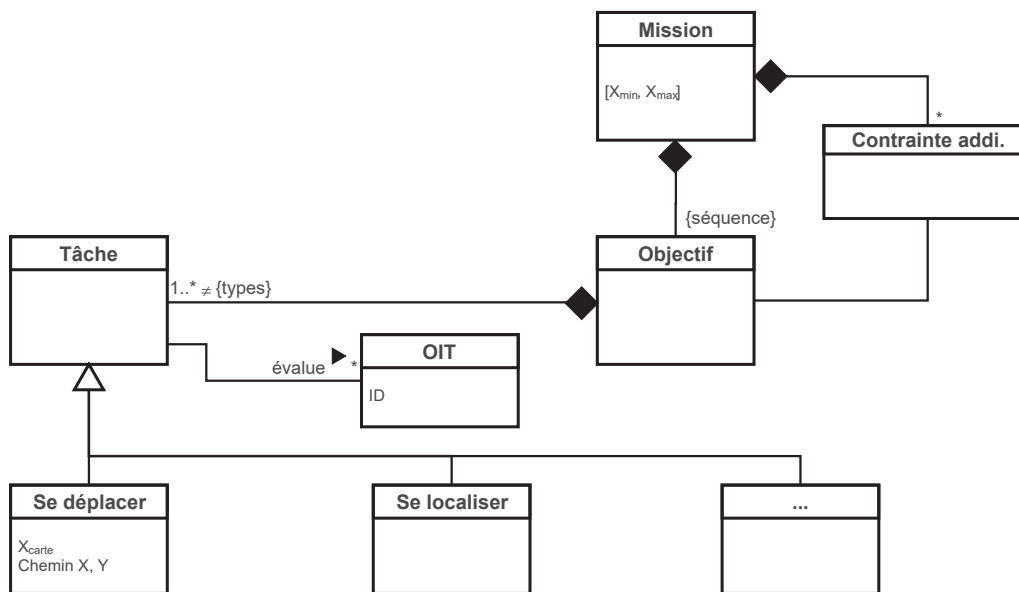 Mission
[Xmin, Xmax]
*
Contrainte addi.
{séquence}
Tâche
Objectif
1..* ≠ {types}
OIT
évalue ▶ *
ID
Se déplacer
Se localiser
...
Xcarte
Chemin X, Y